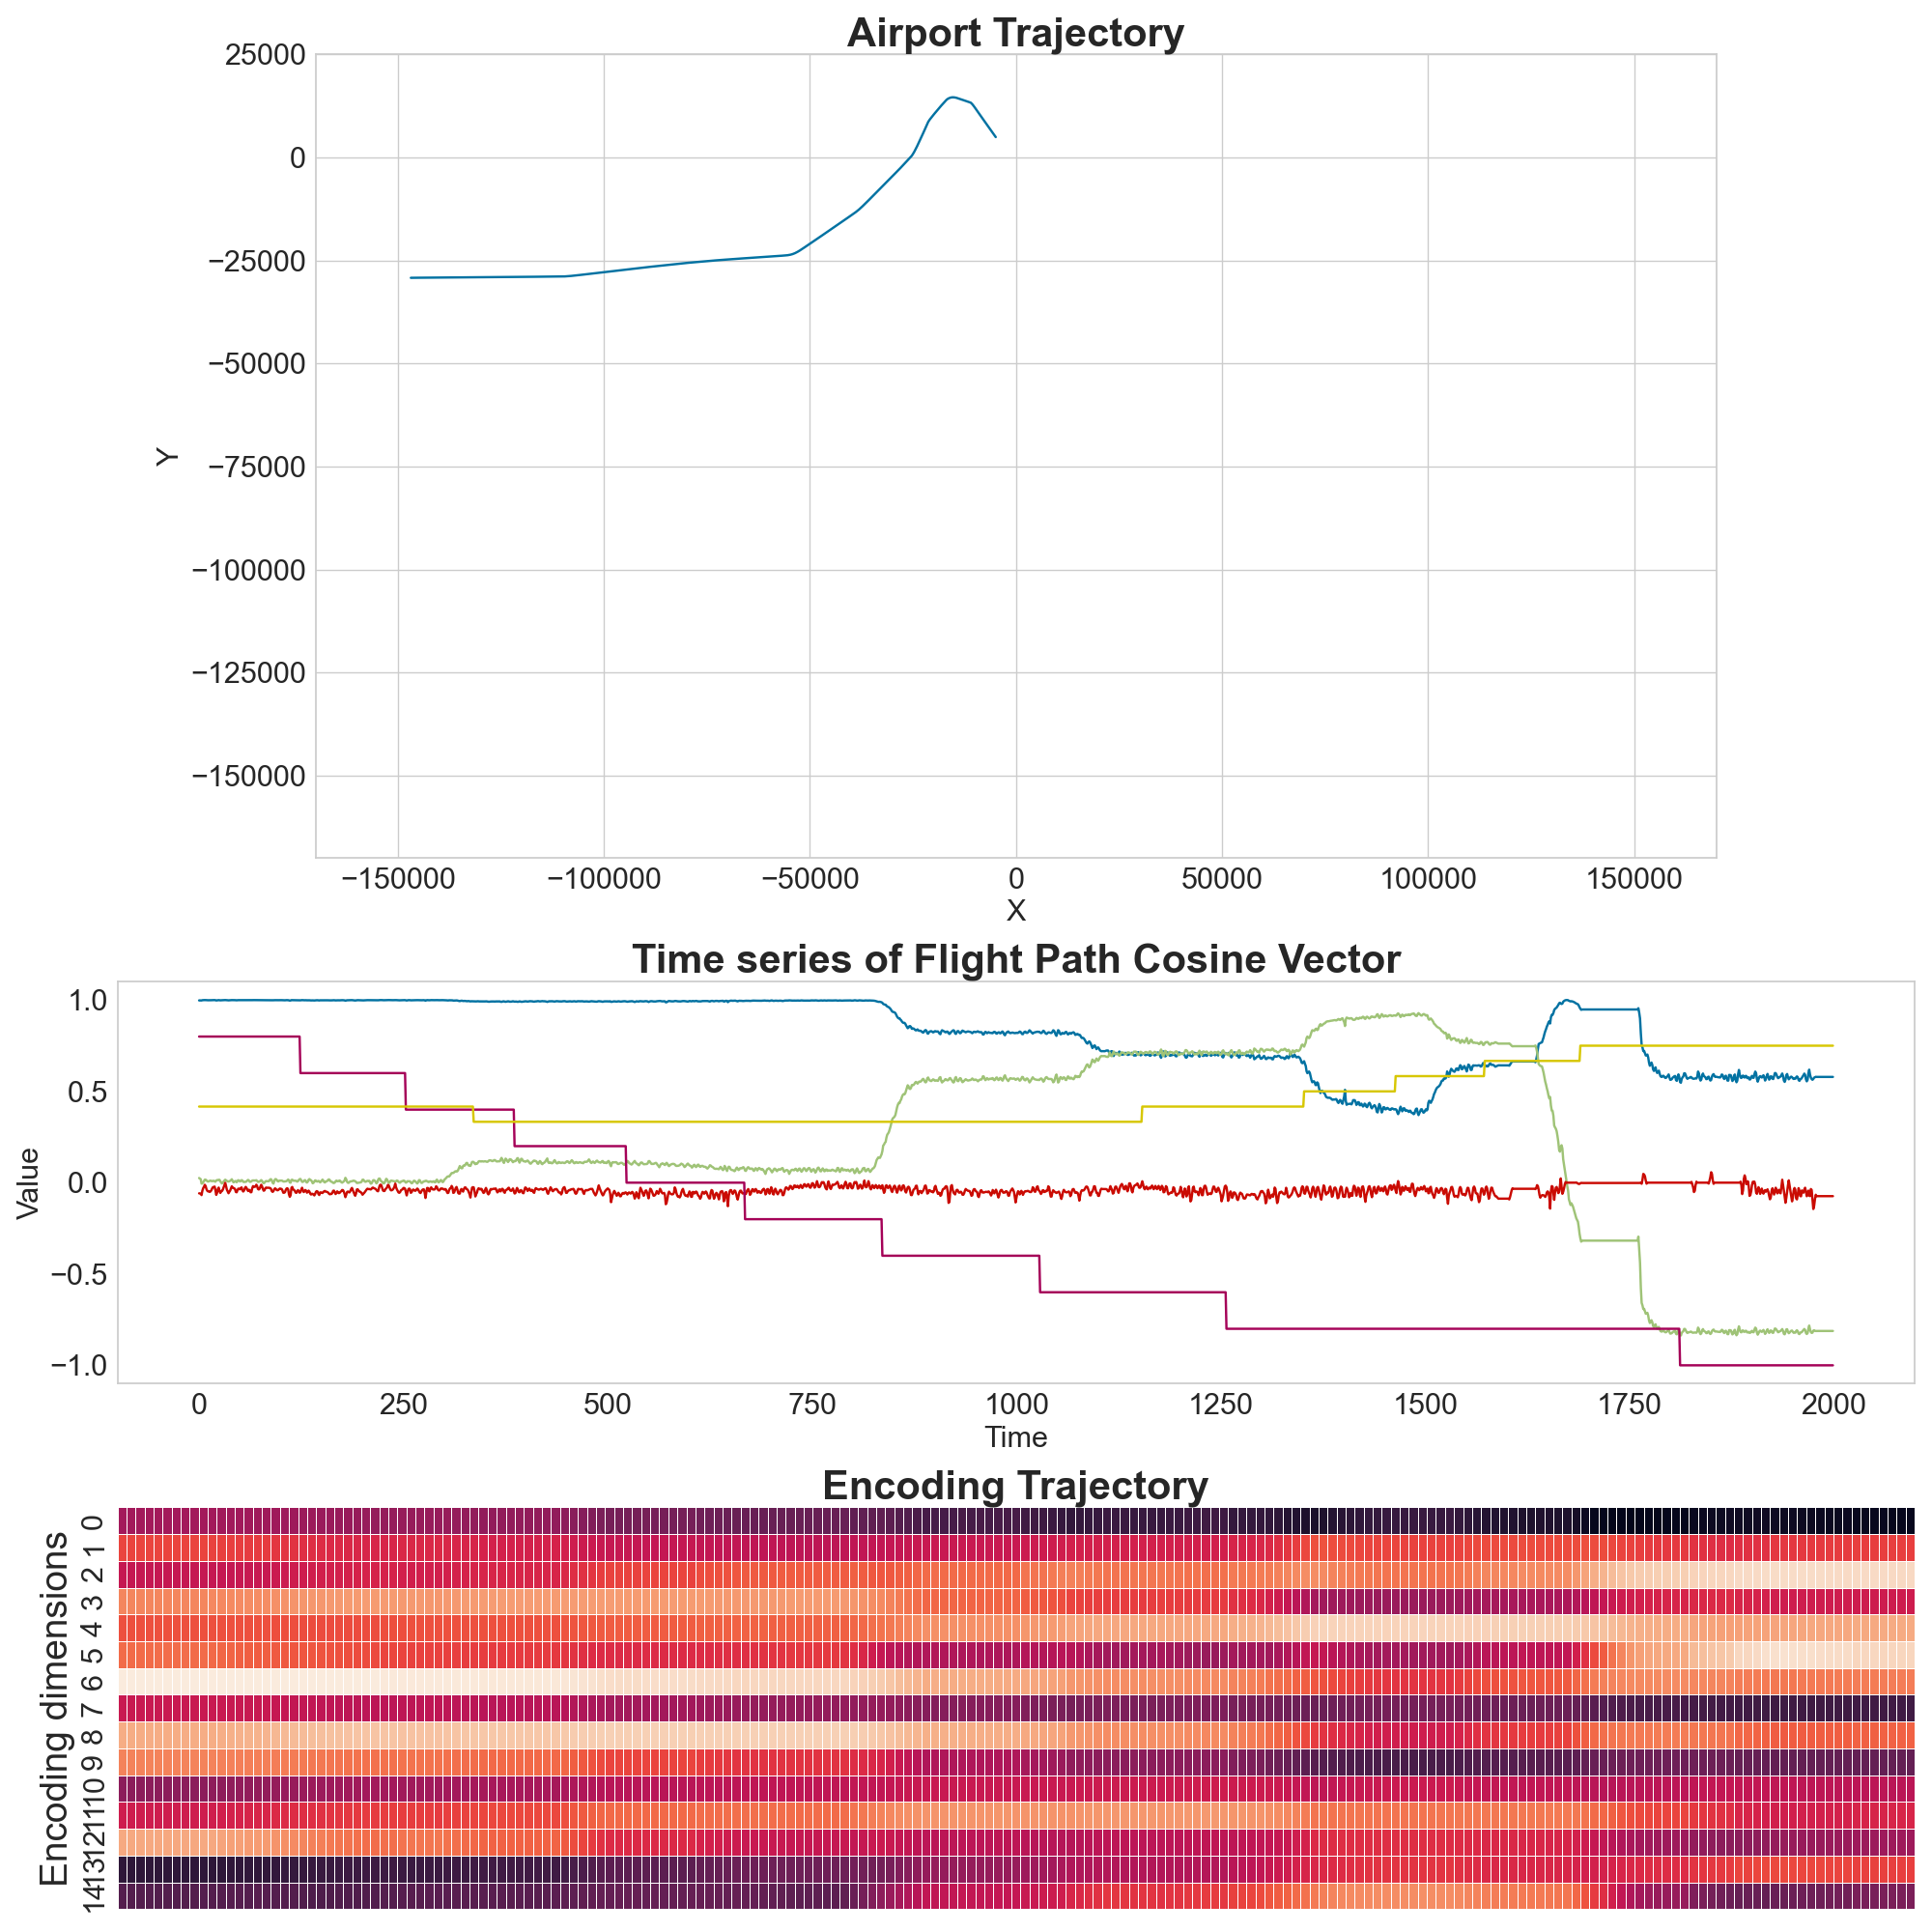 Airport Trajectory
25000
0
−25000
−50000
−75000
−100000
−125000
−150000
Y
−150000 −100000 −50000 0 50000 100000 150000
X
Time series of Flight Path Cosine Vector
1.0
0.5
0.0
−0.5
−1.0
Value
0 250 500 750 1000 1250 1500 1750 2000
Time
Encoding Trajectory
Encoding dimensions
0
1
2
3
4
5
6
7
8
9
10
11
12
13
14